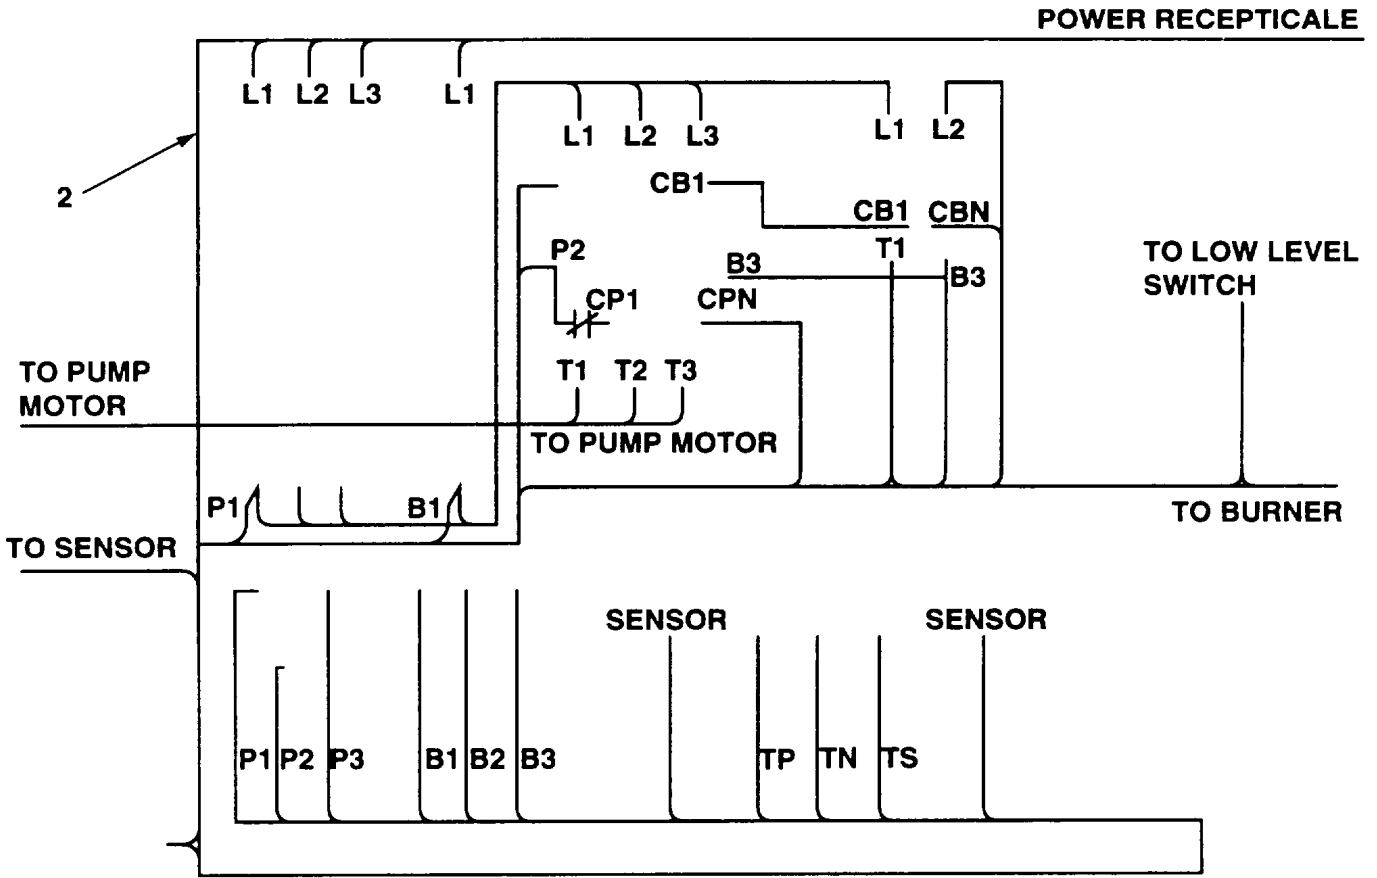 POWER RECEPTICALE
L1 L2 L3 L1
L1 L2 L3 L1 L2
2
CB1
CB1 CBN
P2
T1
B3
B3
TO LOW LEVEL
SWITCH
CP1
CPN
TO PUMP
MOTOR
T1 T2 T3
TO PUMP MOTOR
P1
B1
TO BURNER
TO SENSOR
SENSOR
SENSOR
P1 P2 P3 B1 B2 B3 TP TN TS